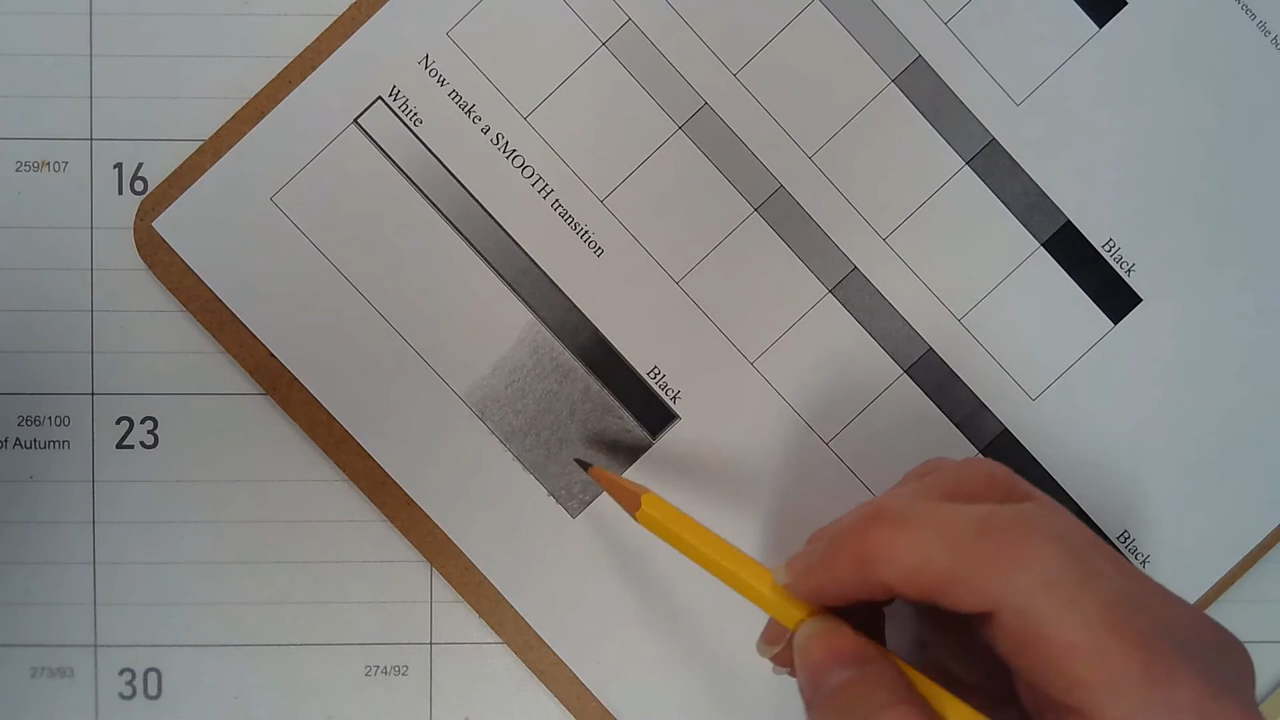 259/107
16
266/100
of Autumn
23
273/93
30
274/92
Now make a SMOOTH transition
White
Black
Black
Black